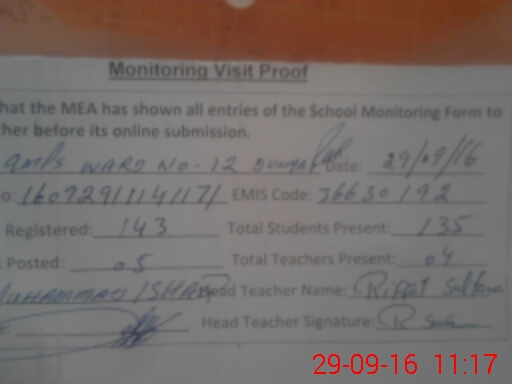 Monitoring Visit Proof
hat the MEA has shown all entries of the School Monitoring Form to
her before its online submission.
gmps WARD No-12 Date: 29/09/16
o: EMIS Code: 36630192
Registered: 143 Total Students Present: 135
Posted: 05 Total Teachers Present: 04
MUHAMMAD ISHAQ Head Teacher Name: Riffat Sultana
e: Head Teacher Signature:
29-09-16 11:17